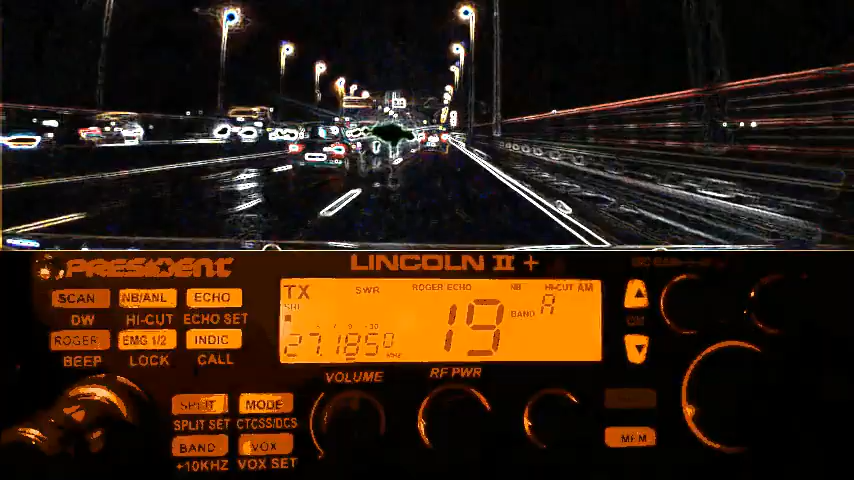 PRESIDENT
LINCOLN II +
SCAN NB/ANL ECHO
DW HI-CUT ECHO SET
ROGER EMG 1/2 INDIC
BEEP LOCK CALL
TX SWR ROGER ECHO NB HI-CUT AM
19 BAND A
27.1850
VOLUME RF PWR
SPLIT MODE
SPLIT SET CTCSS/DCS
BAND VOX
+10KHZ VOX SET
MEM